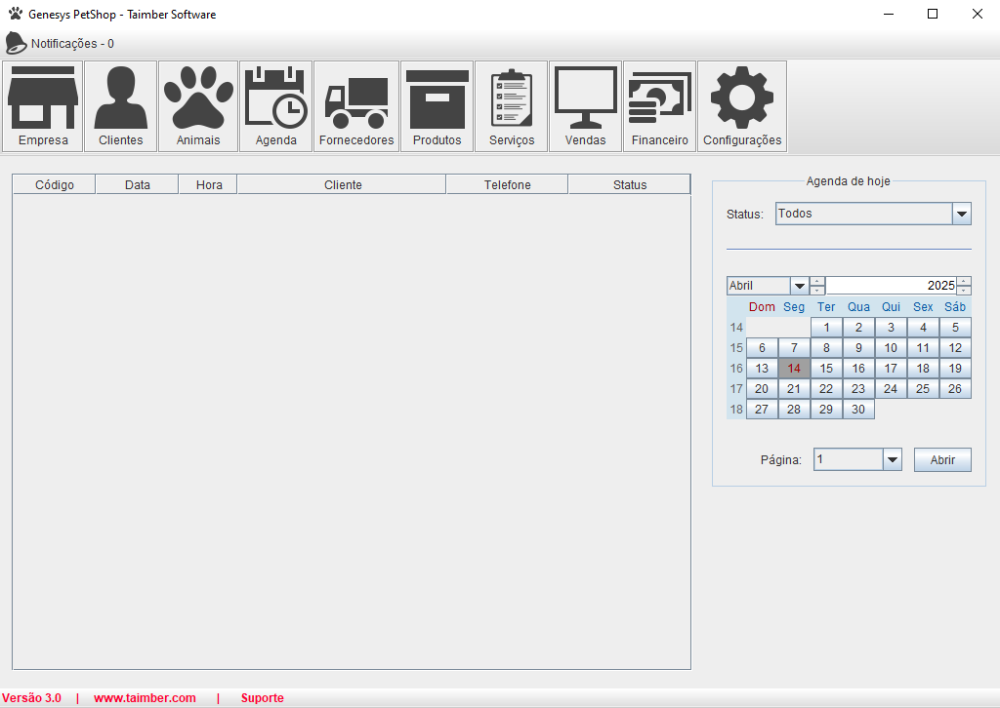 Genesys PetShop - Taimber Software
Notificações - 0
Empresa Clientes Animais Agenda Fornecedores Produtos Serviços Vendas Financeiro Configurações
Código Data Hora Cliente Telefone Status
Agenda de hoje
Status: Todos
Abril 2025
Dom Seg Ter Qua Qui Sex Sáb
14 1 2 3 4 5
15 6 7 8 9 10 11 12
16 13 14 15 16 17 18 19
17 20 21 22 23 24 25 26
18 27 28 29 30
Página: 1 Abrir
Versão 3.0 | www.taimber.com | Suporte